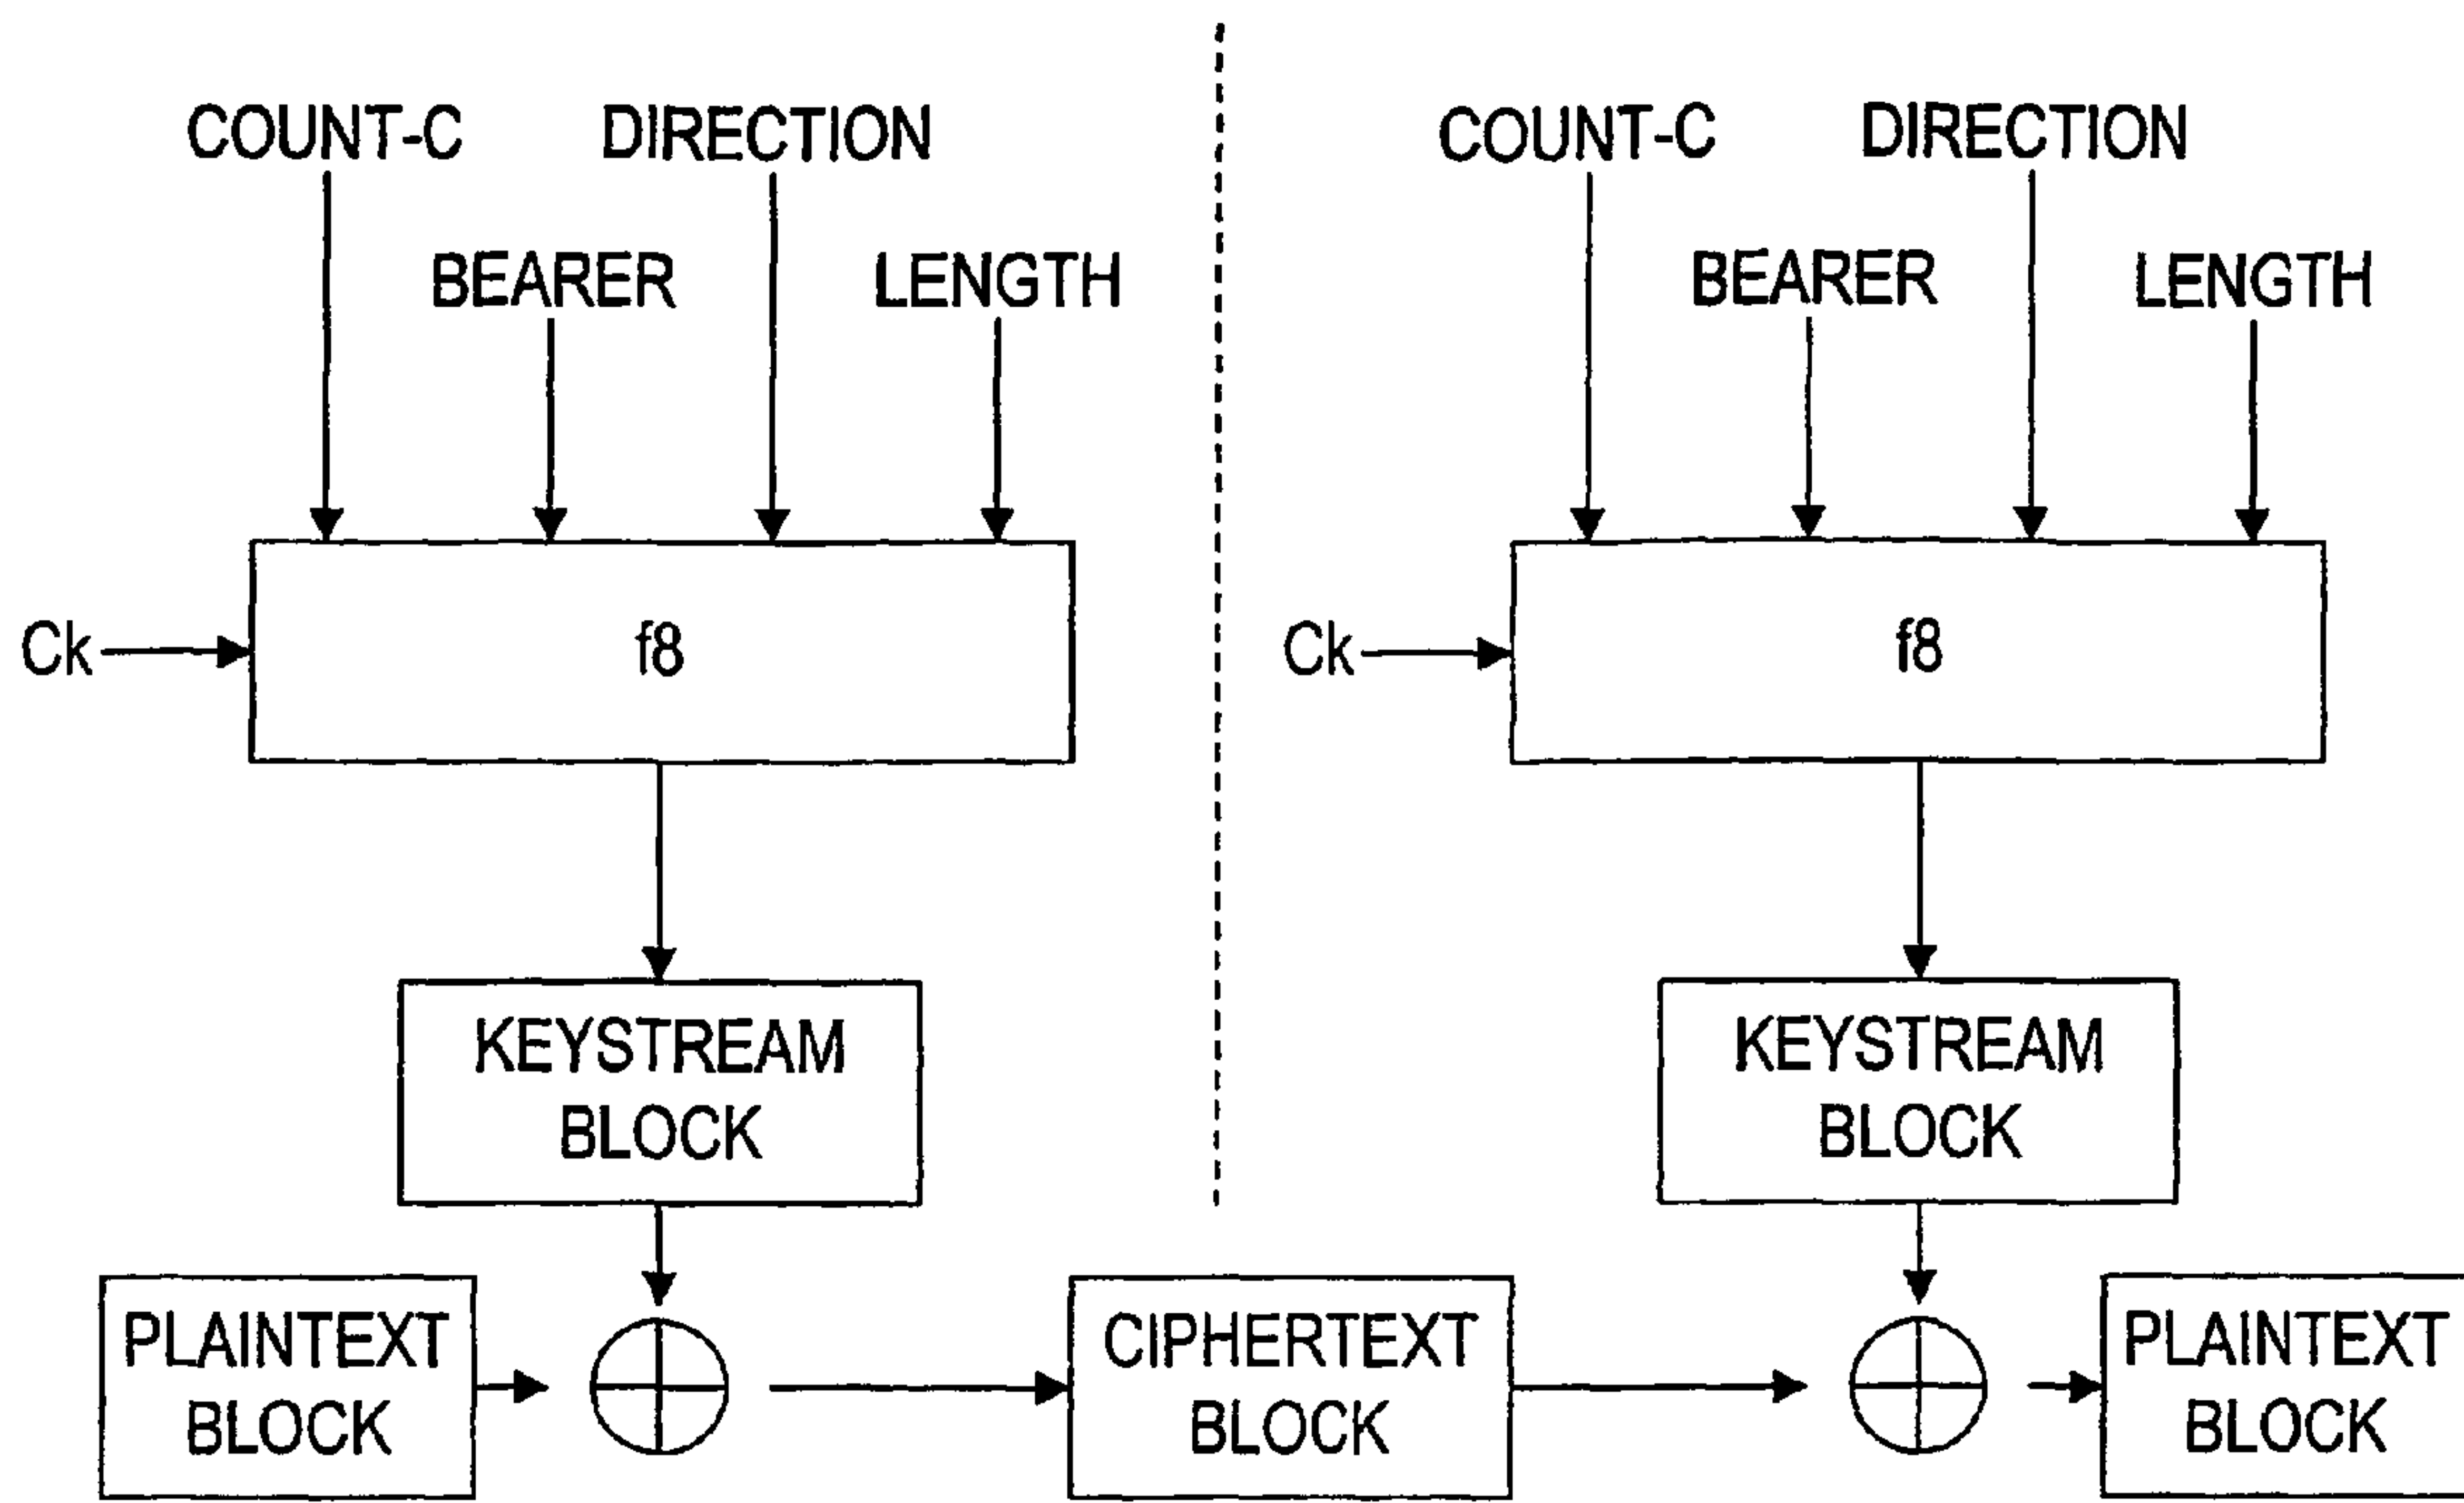 COUNT-C DIRECTION
BEARER LENGTH
Ck f8
KEYSTREAM
BLOCK
PLAINTEXT
BLOCK
CIPHERTEXT
BLOCK
COUNT-C DIRECTION
BEARER LENGTH
Ck f8
KEYSTREAM
BLOCK
PLAINTEXT
BLOCK